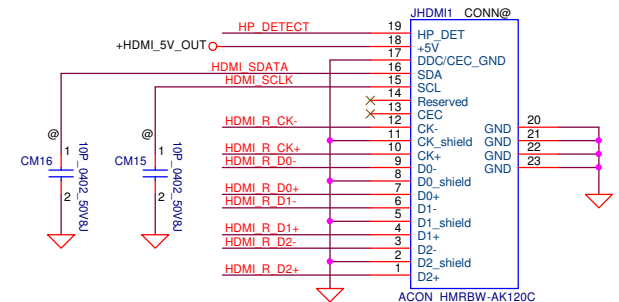 JHDMI1 CONN@
HP_DETECT 19 HP_DET
+HDMI_5V_OUT 18 +5V
17 DDC/CEC_GND
HDMI_SDATA 16 SDA
HDMI_SCLK 15 SCL
14 Reserved
13 CEC
HDMI_R_CK- 12 CK- GND 20
11 CK_shield GND 21
HDMI_R_CK+ 10 CK+ GND 22
HDMI_R_D0- 9 D0- GND 23
8 D0_shield
HDMI_R_D0+ 7 D0+
HDMI_R_D1- 6 D1-
5 D1_shield
HDMI_R_D1+ 4 D1+
HDMI_R_D2- 3 D2-
2 D2_shield
HDMI_R_D2+ 1 D2+
ACON_HMRBW-AK120C
@
1
CM16
2
10P_0402_50V8J
@
1
CM15
2
10P_0402_50V8J